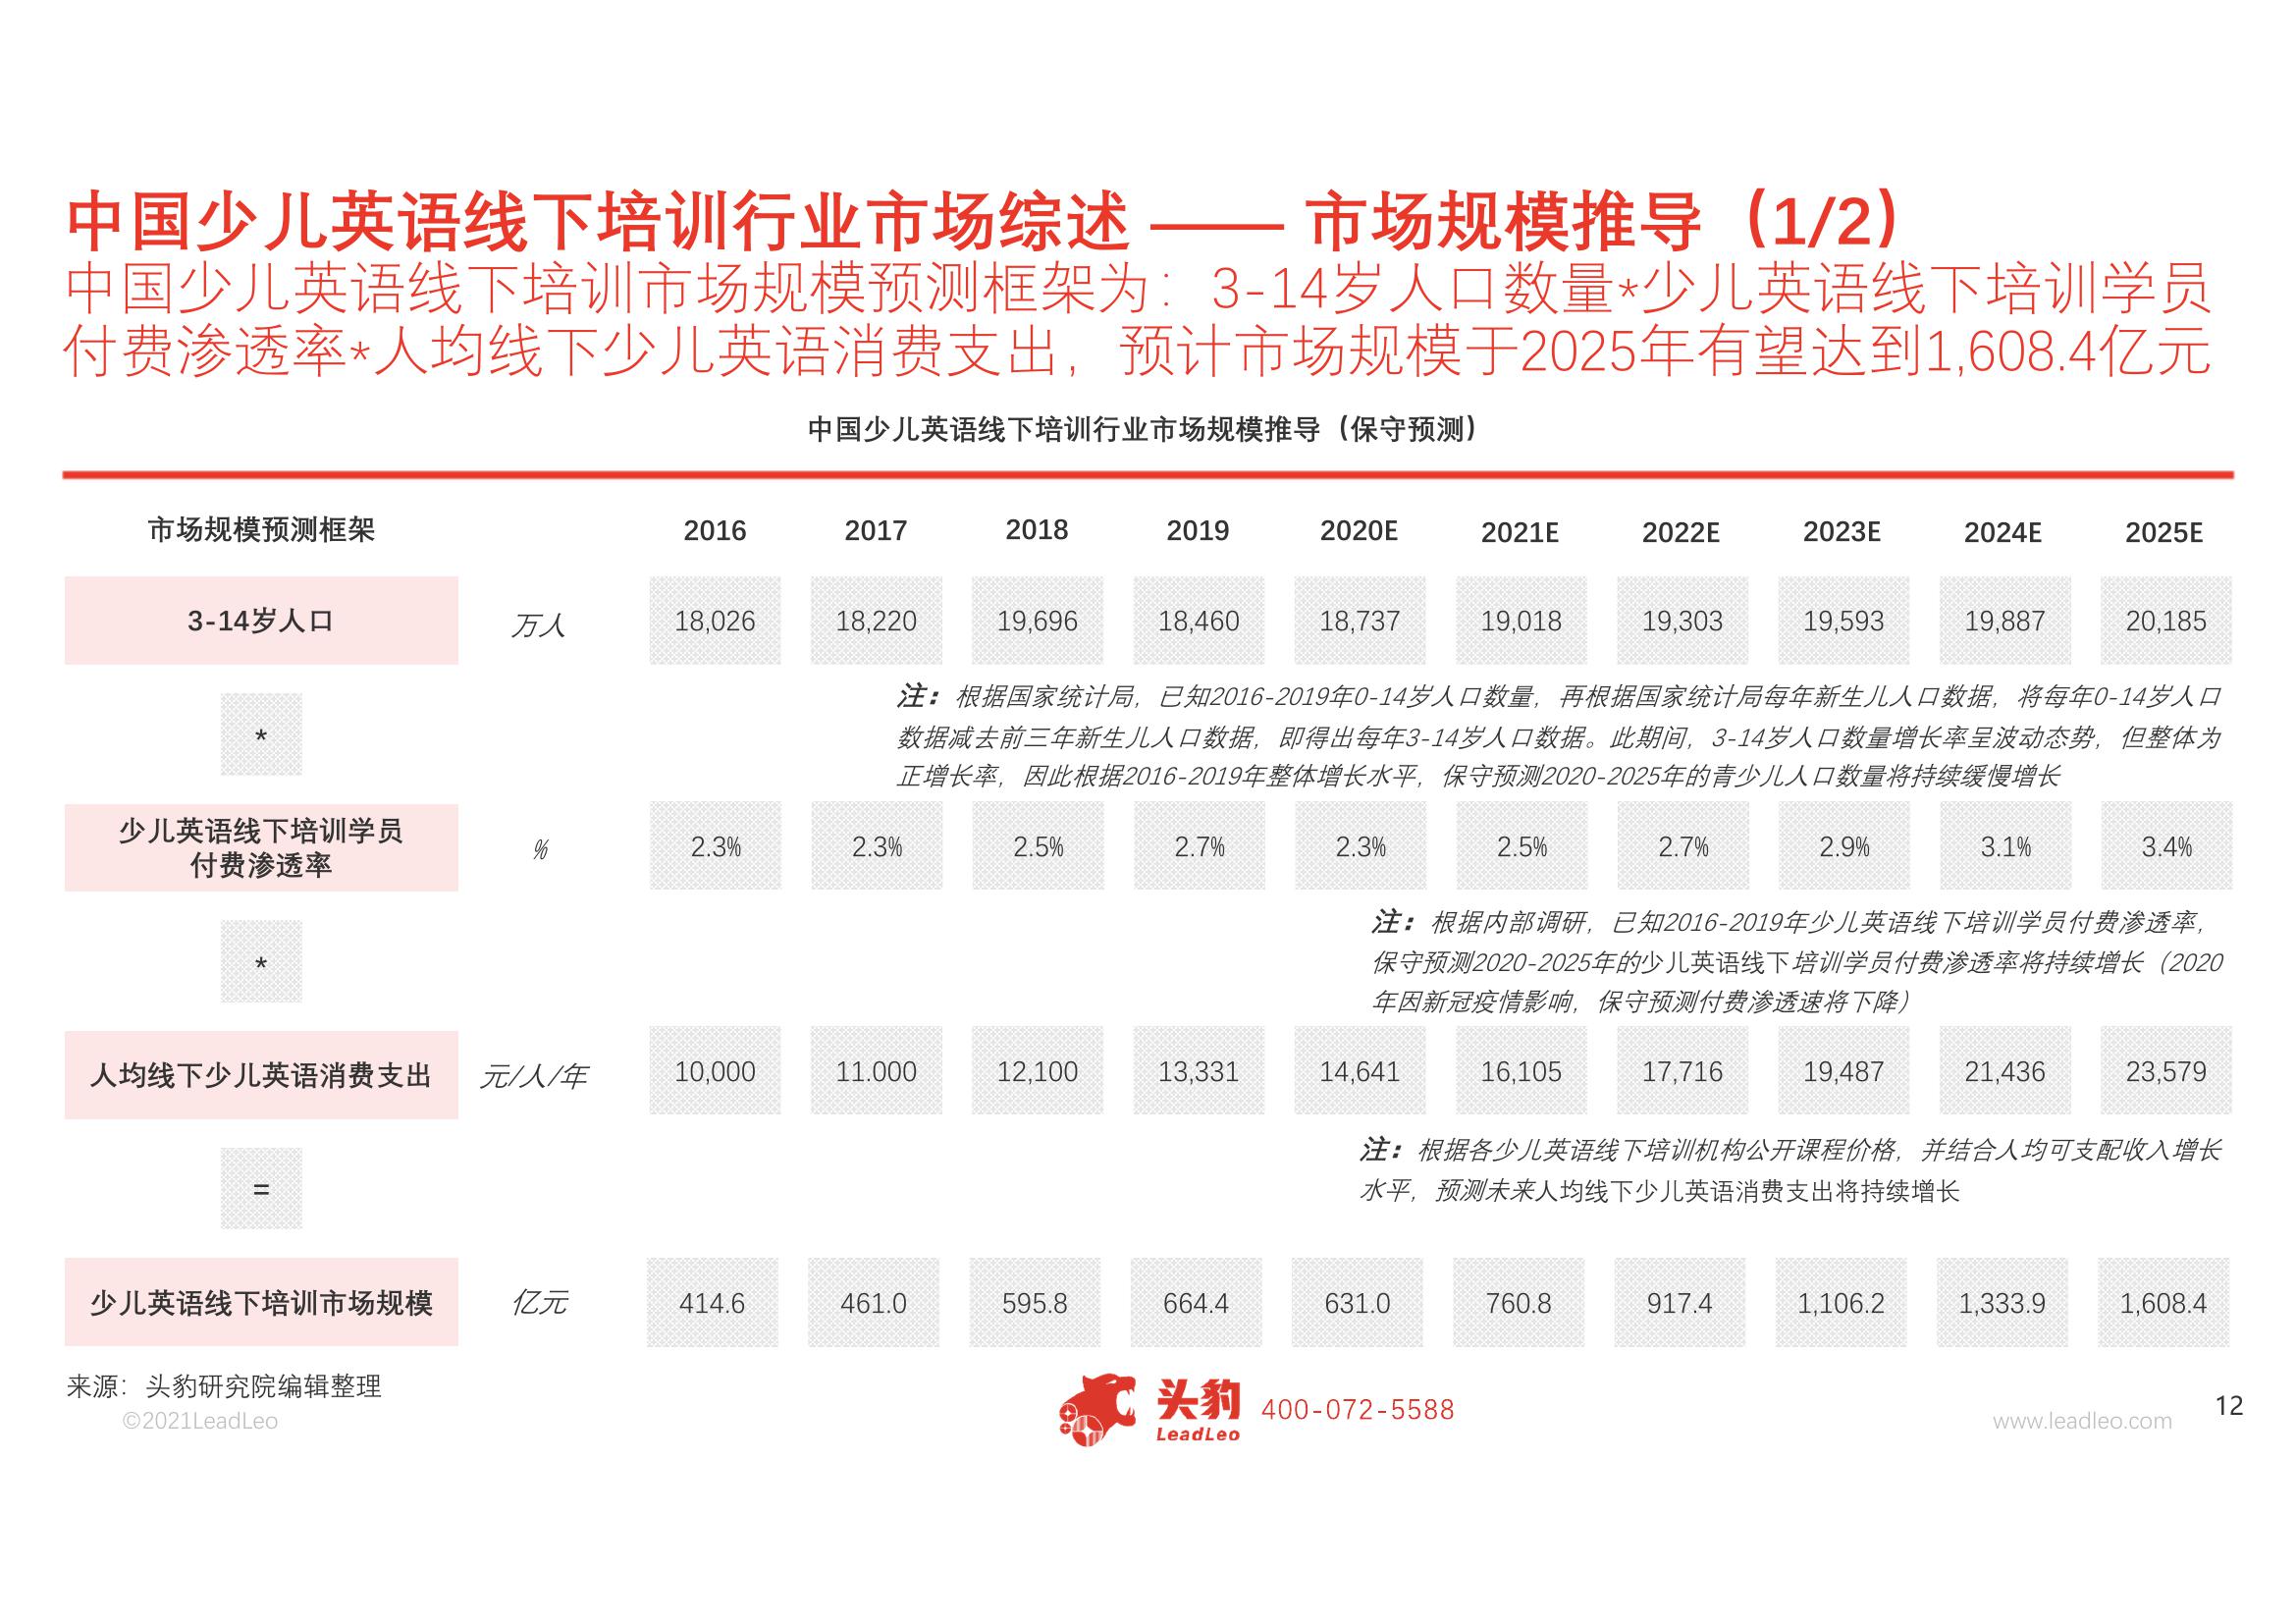 中国少儿英语线下培训行业市场综述 —— 市场规模推导（1/2）
中国少儿英语线下培训市场规模预测框架为：3-14岁人口数量*少儿英语线下培训学员
付费渗透率*人均线下少儿英语消费支出，预计市场规模于2025年有望达到1,608.4亿元
中国少儿英语线下培训行业市场规模推导（保守预测）
市场规模预测框架 2016 2017 2018 2019 2020E 2021E 2022E 2023E 2024E 2025E
3-14岁人口 万人 18,026 18,220 19,696 18,460 18,737 19,018 19,303 19,593 19,887 20,185
*
注：根据国家统计局，已知2016-2019年0-14岁人口数量，再根据国家统计局每年新生儿人口数据，将每年0-14岁人口
数据减去前三年新生儿人口数据，即得出每年3-14岁人口数据。此期间，3-14岁人口数量增长率呈波动态势，但整体为
正增长率，因此根据2016-2019年整体增长水平，保守预测2020-2025年的青少儿人口数量将持续缓慢增长
少儿英语线下培训学员
付费渗透率
% 2.3% 2.3% 2.5% 2.7% 2.3% 2.5% 2.7% 2.9% 3.1% 3.4%
*
注：根据内部调研，已知2016-2019年少儿英语线下培训学员付费渗透率，
保守预测2020-2025年的少儿英语线下培训学员付费渗透率将持续增长（2020
年因新冠疫情影响，保守预测付费渗透速将下降）
人均线下少儿英语消费支出 元/人/年 10,000 11.000 12,100 13,331 14,641 16,105 17,716 19,487 21,436 23,579
=
注：根据各少儿英语线下培训机构公开课程价格，并结合人均可支配收入增长
水平，预测未来人均线下少儿英语消费支出将持续增长
少儿英语线下培训市场规模 亿元 414.6 461.0 595.8 664.4 631.0 760.8 917.4 1,106.2 1,333.9 1,608.4
来源：头豹研究院编辑整理
©2021LeadLeo
头豹
LeadLeo
400-072-5588
www.leadleo.com
12